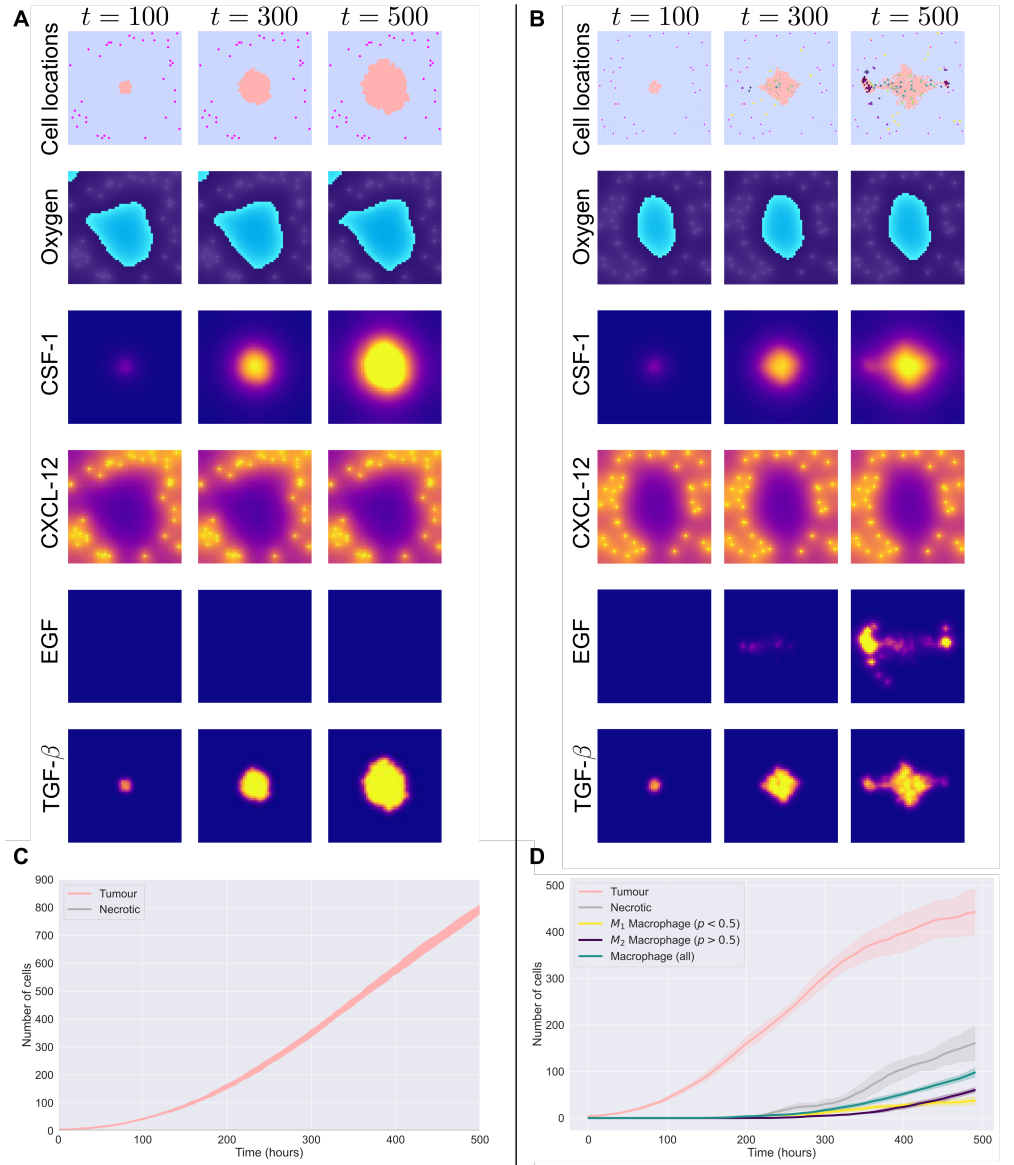 A
t = 100 t = 300 t = 500
Cell locations
Oxygen
CSF-1
CXCL-12
EGF
TGF-β
B
t = 100 t = 300 t = 500
Cell locations
Oxygen
CSF-1
CXCL-12
EGF
TGF-β
C
900
800
700
600
500
400
300
200
100
0
Number of cells
Tumour
Necrotic
0 100 200 300 400 500
Time (hours)
D
500
400
300
200
100
0
Number of cells
Tumour
Necrotic
M₁ Macrophage (p < 0.5)
M₂ Macrophage (p > 0.5)
Macrophage (all)
0 100 200 300 400 500
Time (hours)